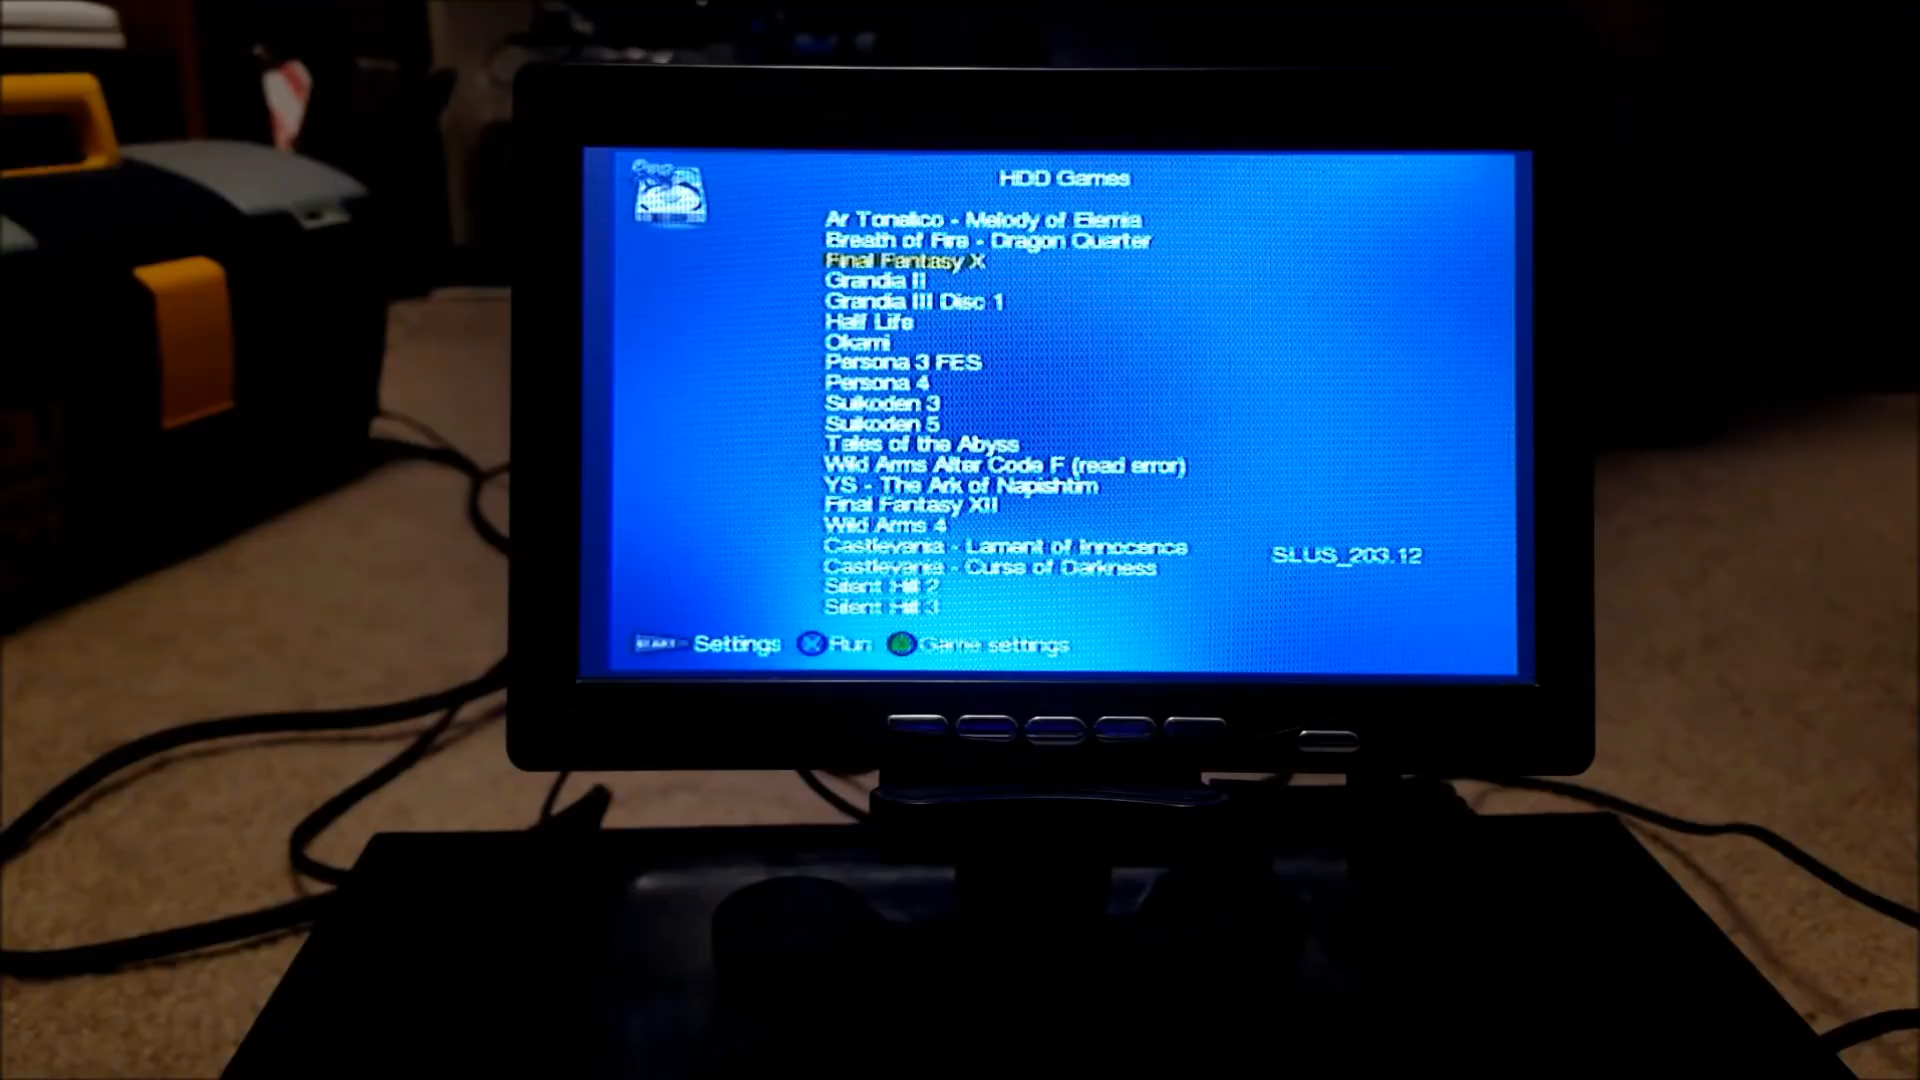 HDD Games
Ar Tonelico - Melody of Elemia
Breath of Fire - Dragon Quarter
Final Fantasy X
Grandia II
Grandia III Disc 1
Half Life
Okami
Persona 3 FES
Persona 4
Suikoden 3
Suikoden 5
Tales of the Abyss
Wild Arms Alter Code F (read error)
YS - The Ark of Napishtim
Final Fantasy XII
Wild Arms 4
Castlevania - Lament of Innocence
SLUS_203.12
Castlevania - Curse of Darkness
Silent Hill 2
Silent Hill 3
START Settings X Run Game settings